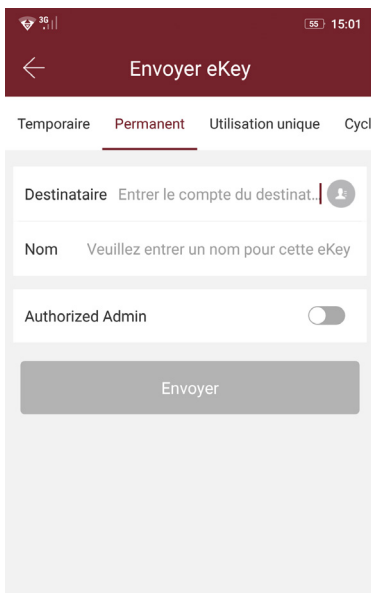 3G 55 15:01
Envoyer eKey
Temporaire Permanent Utilisation unique Cycl
Destinataire Entrer le compte du destinat...
Nom Veuillez entrer un nom pour cette eKey
Authorized Admin
Envoyer